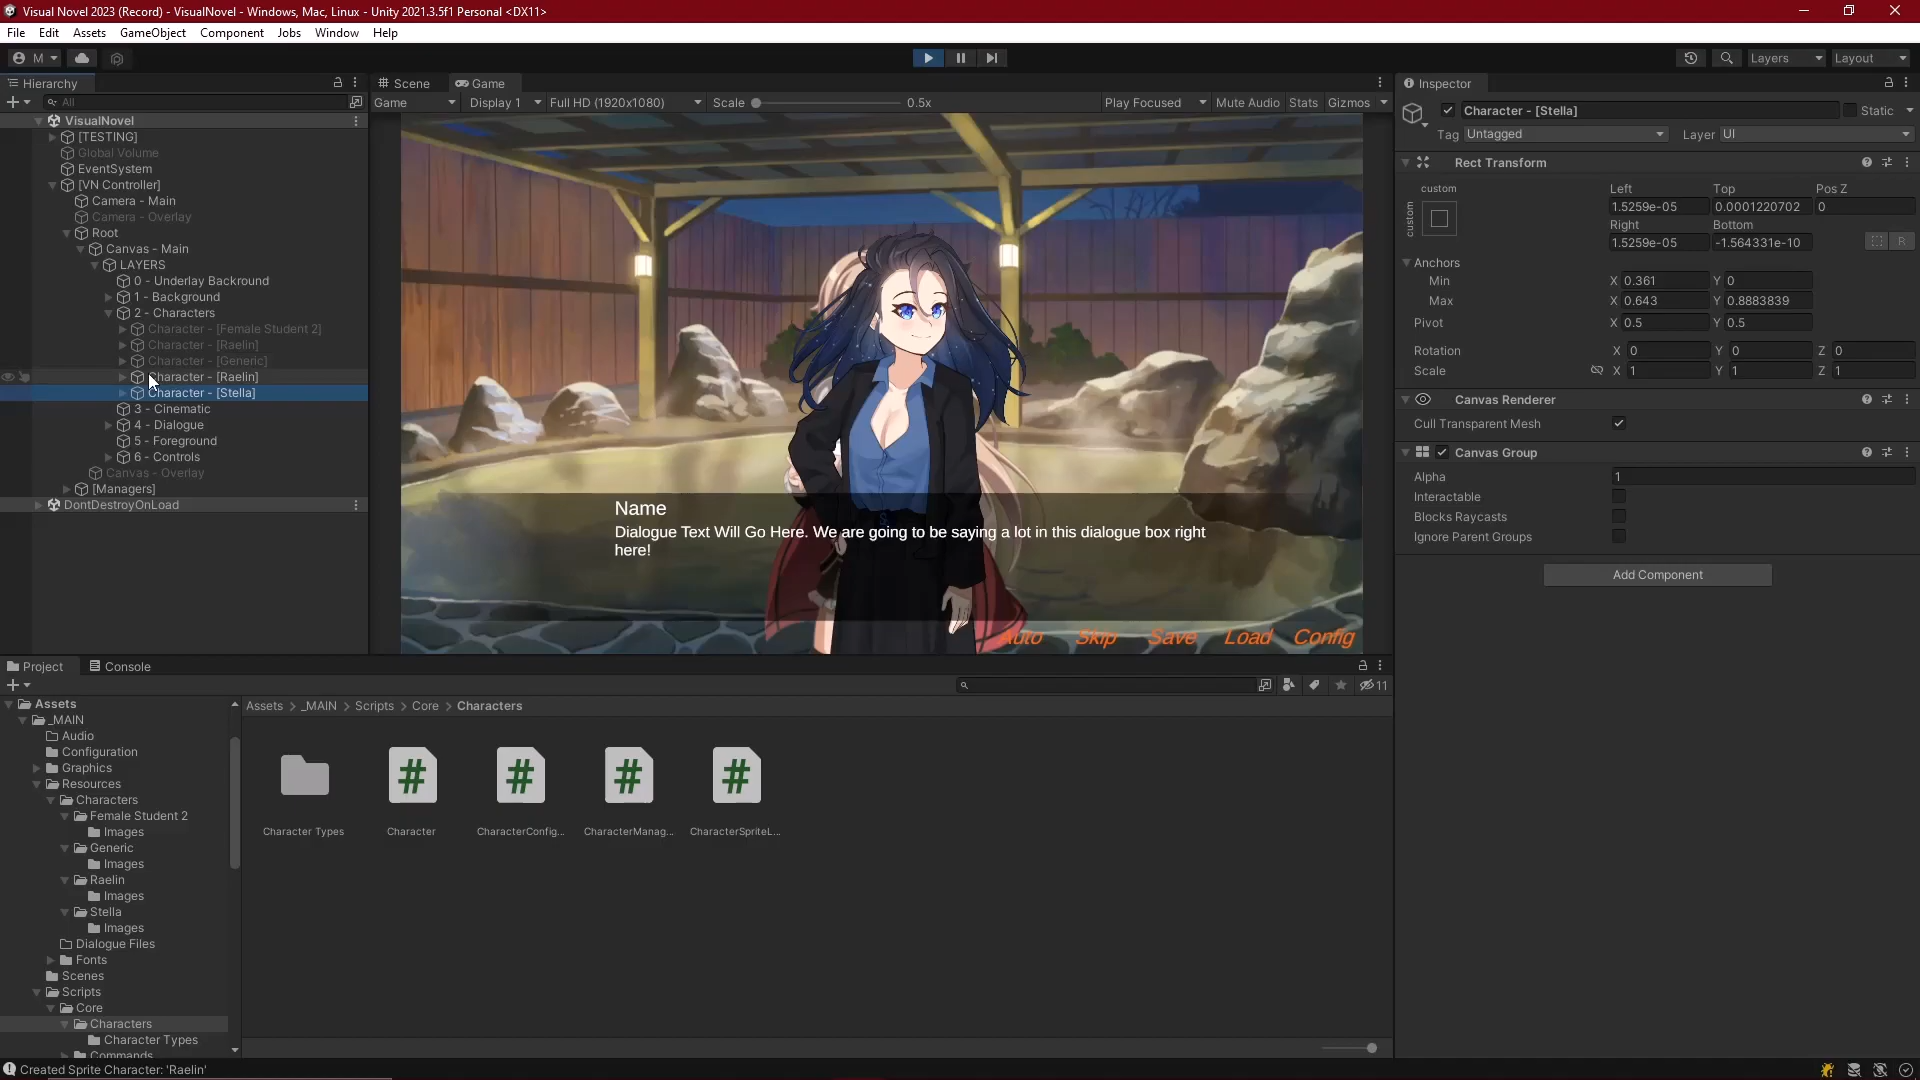 Visual Novel 2023 (Record) - VisualNovel - Windows, Mac, Linux - Unity 2021.3.5f1 Personal <DX11>
File Edit Assets GameObject Component Jobs Window Help
M Layers Layout
Hierarchy
All
VisualNovel
[TESTING]
Global Volume
EventSystem
[VN Controller]
Camera - Main
Camera - Overlay
Root
Canvas - Main
LAYERS
0 - Underlay Backround
1 - Background
2 - Characters
Character - [Female Student 2]
Character - [Raelin]
Character - [Generic]
Character - [Raelin]
Character - [Stella]
3 - Cinematic
4 - Dialogue
5 - Foreground
6 - Controls
Canvas - Overlay
[Managers]
DontDestroyOnLoad
Scene Game
Game Display 1 Full HD (1920x1080) Scale 0.5x Play Focused Mute Audio Stats Gizmos
Name
Dialogue Text Will Go Here. We are going to be saying a lot in this dialogue box right
here!
Auto Skip Save Load Config
Inspector
Character - [Stella] Static
Tag Untagged Layer UI
Rect Transform
custom Left Top Pos Z
custom 1.5259e-05 0.0001220702 0
Right Bottom
1.5259e-05 -1.564331e-10 R
Anchors
Min X 0.361 Y 0
Max X 0.643 Y 0.8883839
Pivot X 0.5 Y 0.5
Rotation X 0 Y 0 Z 0
Scale X 1 Y 1 Z 1
Canvas Renderer
Cull Transparent Mesh
Canvas Group
Alpha 1
Interactable
Blocks Raycasts
Ignore Parent Groups
Add Component
Project Console
11
Assets
_MAIN
Audio
Configuration
Graphics
Resources
Characters
Female Student 2
Images
Generic
Images
Raelin
Images
Stella
Images
Dialogue Files
Fonts
Scenes
Scripts
Core
Characters
Character Types
Commands
Assets > _MAIN > Scripts > Core > Characters
Character Types Character CharacterConfig... CharacterManag... CharacterSpriteL...
Created Sprite Character: 'Raelin'